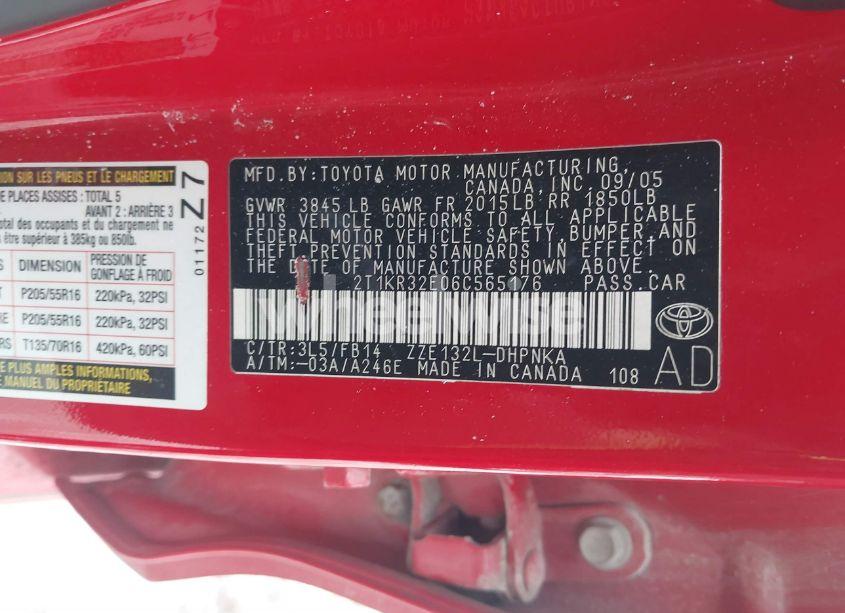 TION SUR LES PNEUS ET LE CHARGEMENT
E PLACES ASSISES : TOTAL 5
AVANT 2 : ARRIÈRE 3
total des occupants et du chargement ne
s être supérieur à 385kg ou 850lb.
DIMENSION PRESSION DE GONFLAGE À FROID
P205/55R16 220kPa, 32PSI
P205/55R16 220kPa, 32PSI
T135/70R16 420kPa, 60PSI
PLUS AMPLES INFORMATIONS,
01172 Z7
MFD. BY: TOYOTA MOTOR MANUFACTURING,
CANADA, INC. 09/05
GVWR 3845 LB GAWR FR 2015LB RR 1850LB
THIS VEHICLE CONFORMS TO ALL APPLICABLE
FEDERAL MOTOR VEHICLE SAFETY, BUMPER AND
THEFT PREVENTION STANDARDS IN EFFECT ON
THE DATE OF MANUFACTURE SHOWN ABOVE.
2T1KR32E06C565176 PASS. CAR
WheelWise
C/TR:3L5/FB14 ZZE132L-DHPNKA
A/TM:-03A/A246E MADE IN CANADA 108
AD